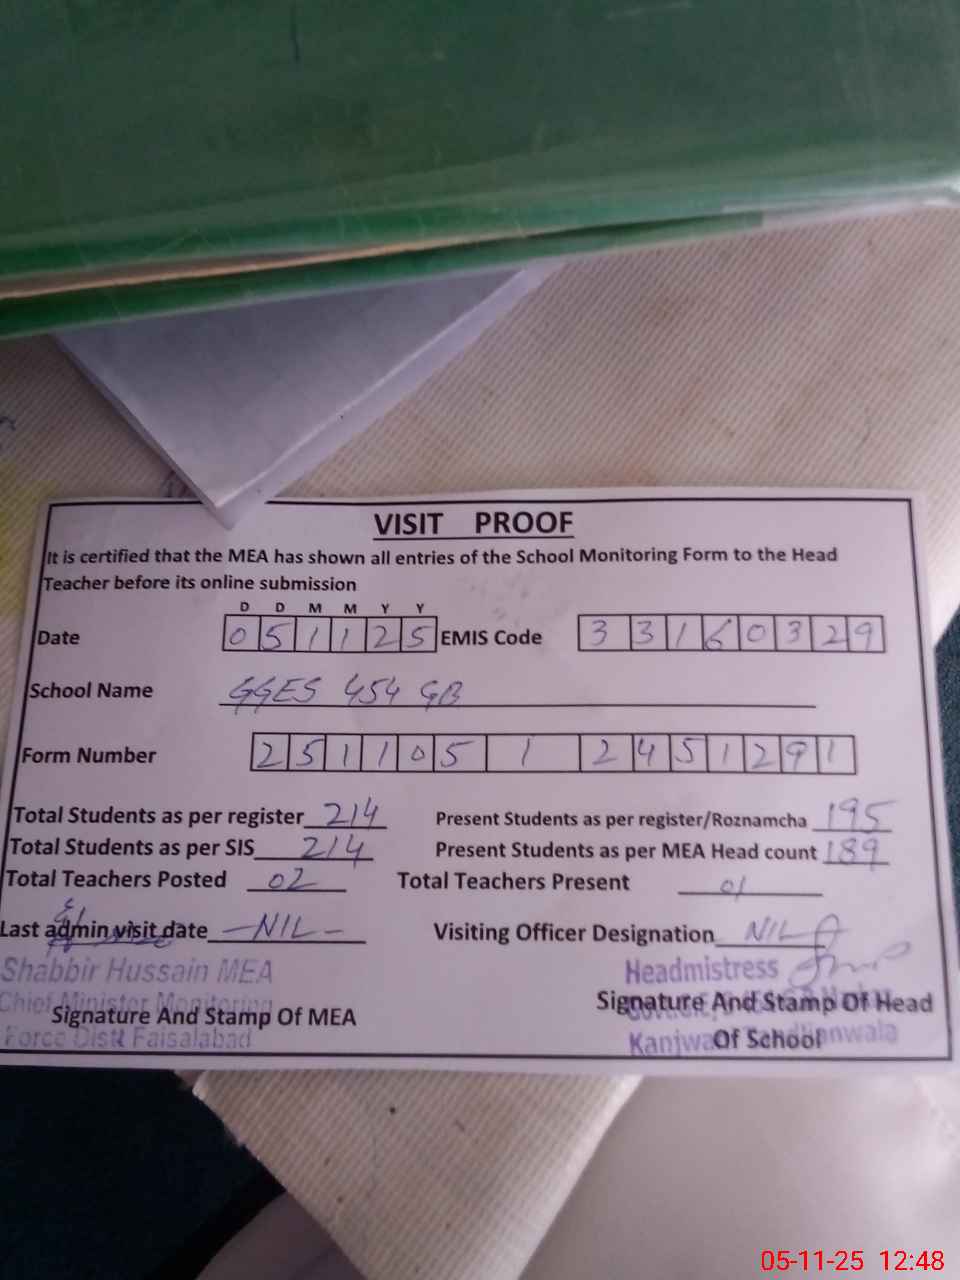 VISIT PROOF
It is certified that the MEA has shown all entries of the School Monitoring Form to the Head
Teacher before its online submission
D D M M Y Y
Date 0 5 1 1 2 5 EMIS Code 3 3 1 6 0 3 2 9
School Name GGES 454 GB
Form Number 2 5 1 1 0 5 1 2 4 5 1 2 9 1
Total Students as per register 214 Present Students as per register/Roznamcha 195
Total Students as per SIS 214 Present Students as per MEA Head count 189
Total Teachers Posted 02 Total Teachers Present 01
Last admin visit date -NIL- Visiting Officer Designation NIL
Shabbir Hussain MEA Headmistress
Chief Minister Monitoring
Signature And Stamp Of MEA Signature And Stamp Of Head
Force Distt Faisalabad Of School
05-11-25 12:48